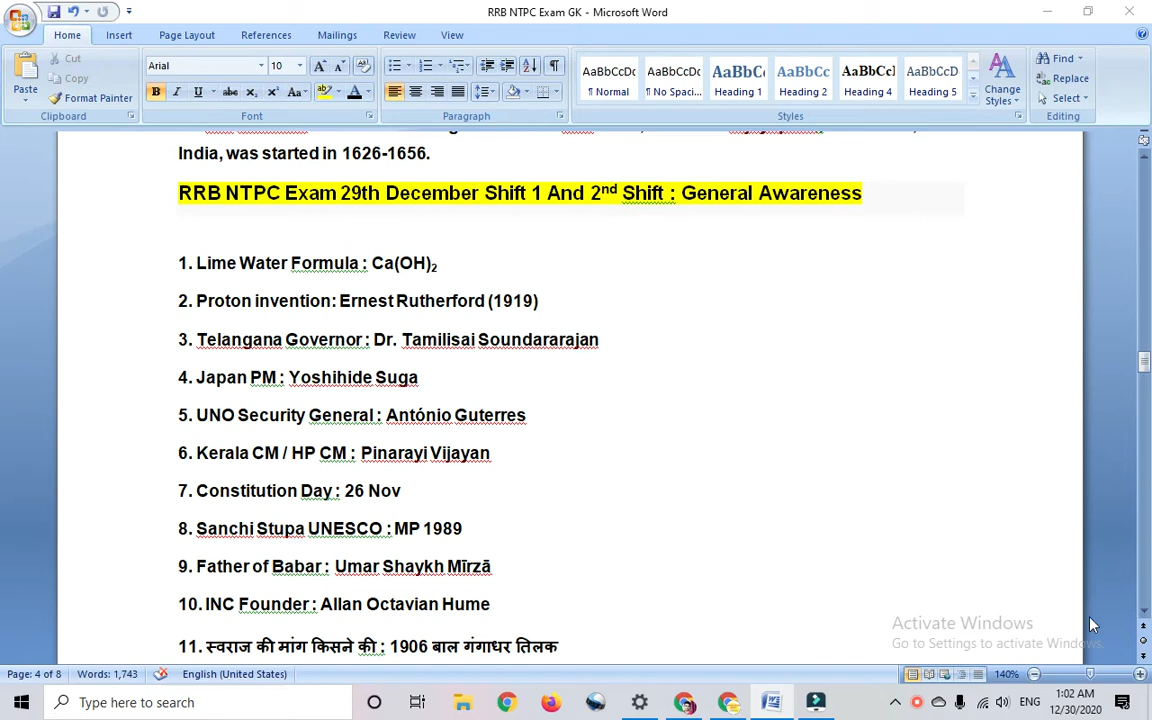 RRB NTPC Exam GK - Microsoft Word
Home Insert Page Layout References Mailings Review View
Paste Cut Copy Format Painter Clipboard
Arial 10 Font
Paragraph
AaBbCcDc AaBbCcDc AaBbC AaBbCc AaBbCcI AaBbCcI
¶ Normal ¶ No Spaci... Heading 1 Heading 2 Heading 4 Heading 5 Change Styles Styles
Find Replace Select Editing
India, was started in 1626-1656.
RRB NTPC Exam 29th December Shift 1 And 2nd Shift : General Awareness
1. Lime Water Formula : Ca(OH)₂
2. Proton invention: Ernest Rutherford (1919)
3. Telangana Governor : Dr. Tamilisai Soundararajan
4. Japan PM : Yoshihide Suga
5. UNO Security General : António Guterres
6. Kerala CM / HP CM : Pinarayi Vijayan
7. Constitution Day : 26 Nov
8. Sanchi Stupa UNESCO : MP 1989
9. Father of Babar : Umar Shaykh Mīrzā
10. INC Founder : Allan Octavian Hume
11. स्वराज की मांग किसने की : 1906 बाल गंगाधर तिलक
Activate Windows
Go to Settings to activate Windows.
Page: 4 of 8 Words: 1,743 English (United States) 140%
Type here to search ENG 1:02 AM
12/30/2020